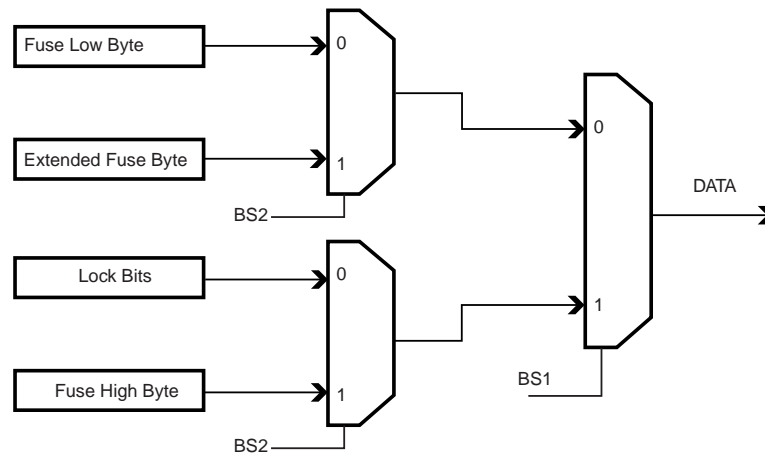 Fuse Low Byte
0
Extended Fuse Byte
1
BS2
0
DATA
Lock Bits
0
1
Fuse High Byte
1
BS1
BS2